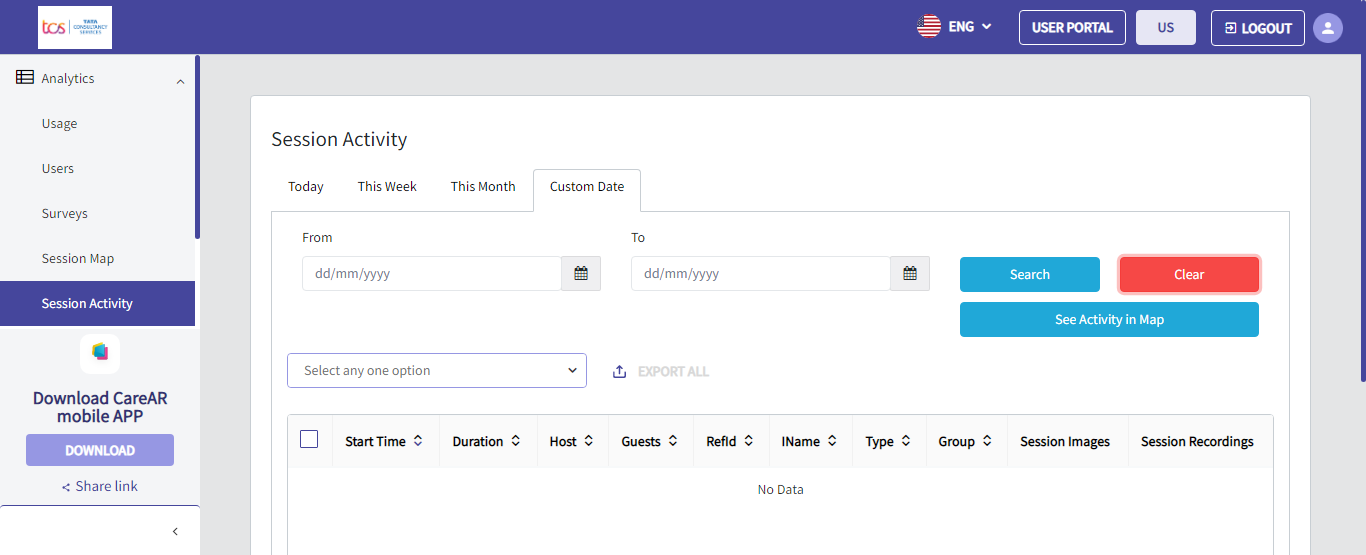 tcs TATA
CONSULTANCY
SERVICES
ENG
USER PORTAL
US
LOGOUT
Analytics
Usage
Users
Surveys
Session Map
Session Activity
Download CareAR
mobile APP
DOWNLOAD
Share link
Session Activity
Today This Week This Month Custom Date
From To
dd/mm/yyyy dd/mm/yyyy Search Clear
See Activity in Map
Select any one option EXPORT ALL
Start Time Duration Host Guests RefId IName Type Group Session Images Session Recordings
No Data